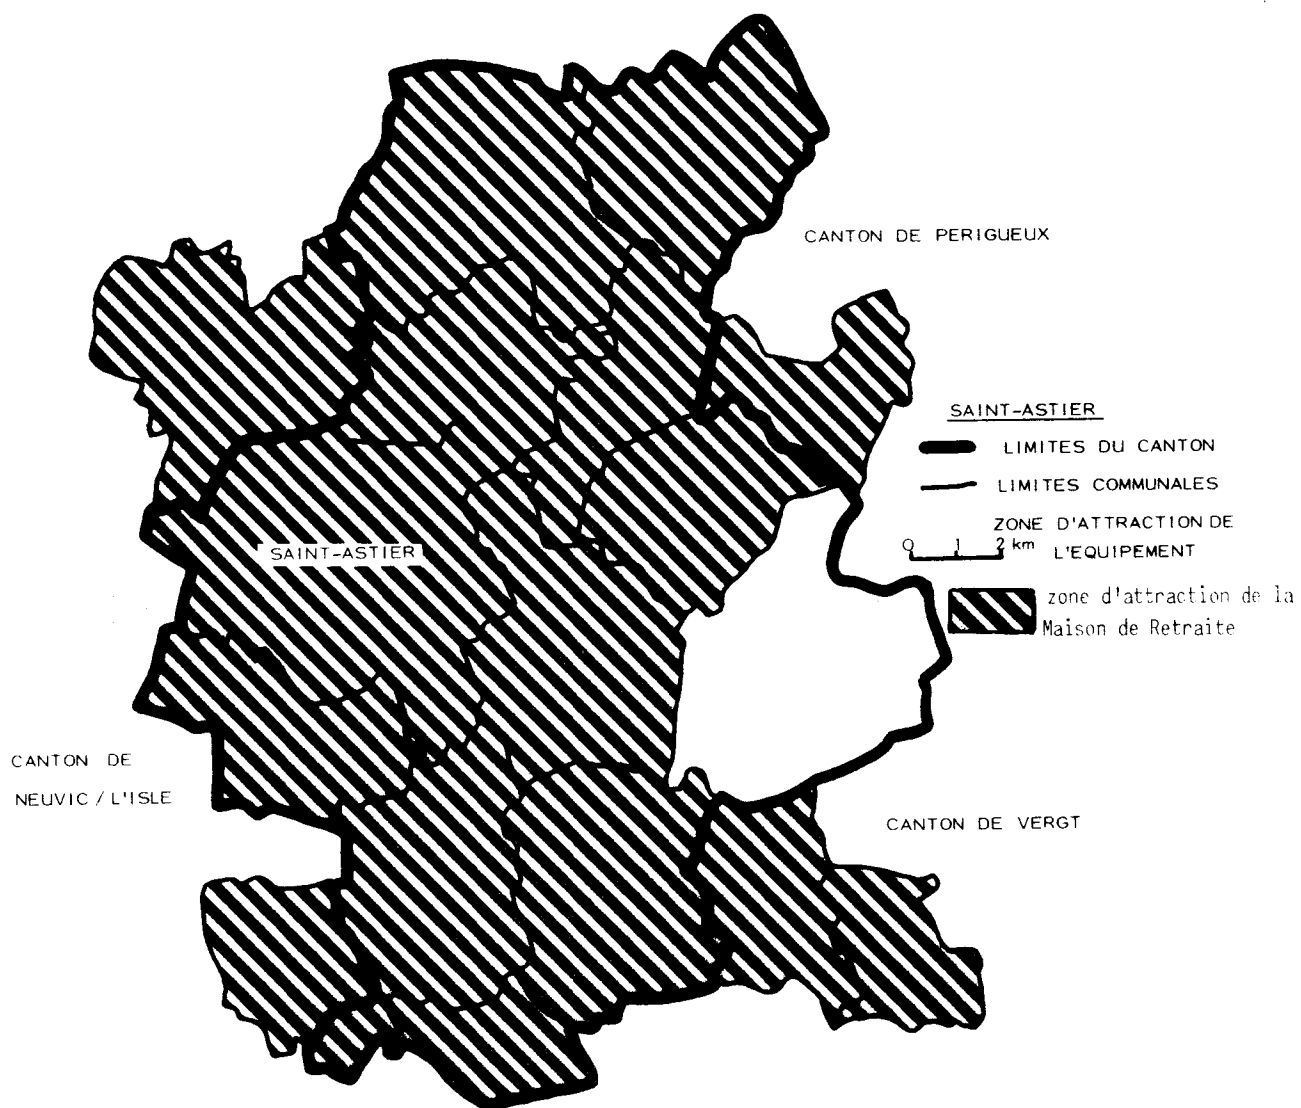 CANTON DE PERIGUEUX
SAINT-ASTIER
LIMITES DU CANTON
LIMITES COMMUNALES
ZONE D'ATTRACTION DE
L'EQUIPEMENT
0 1 2 km
zone d'attraction de la
Maison de Retraite
SAINT-ASTIER
CANTON DE
NEUVIC / L'ISLE
CANTON DE VERGT